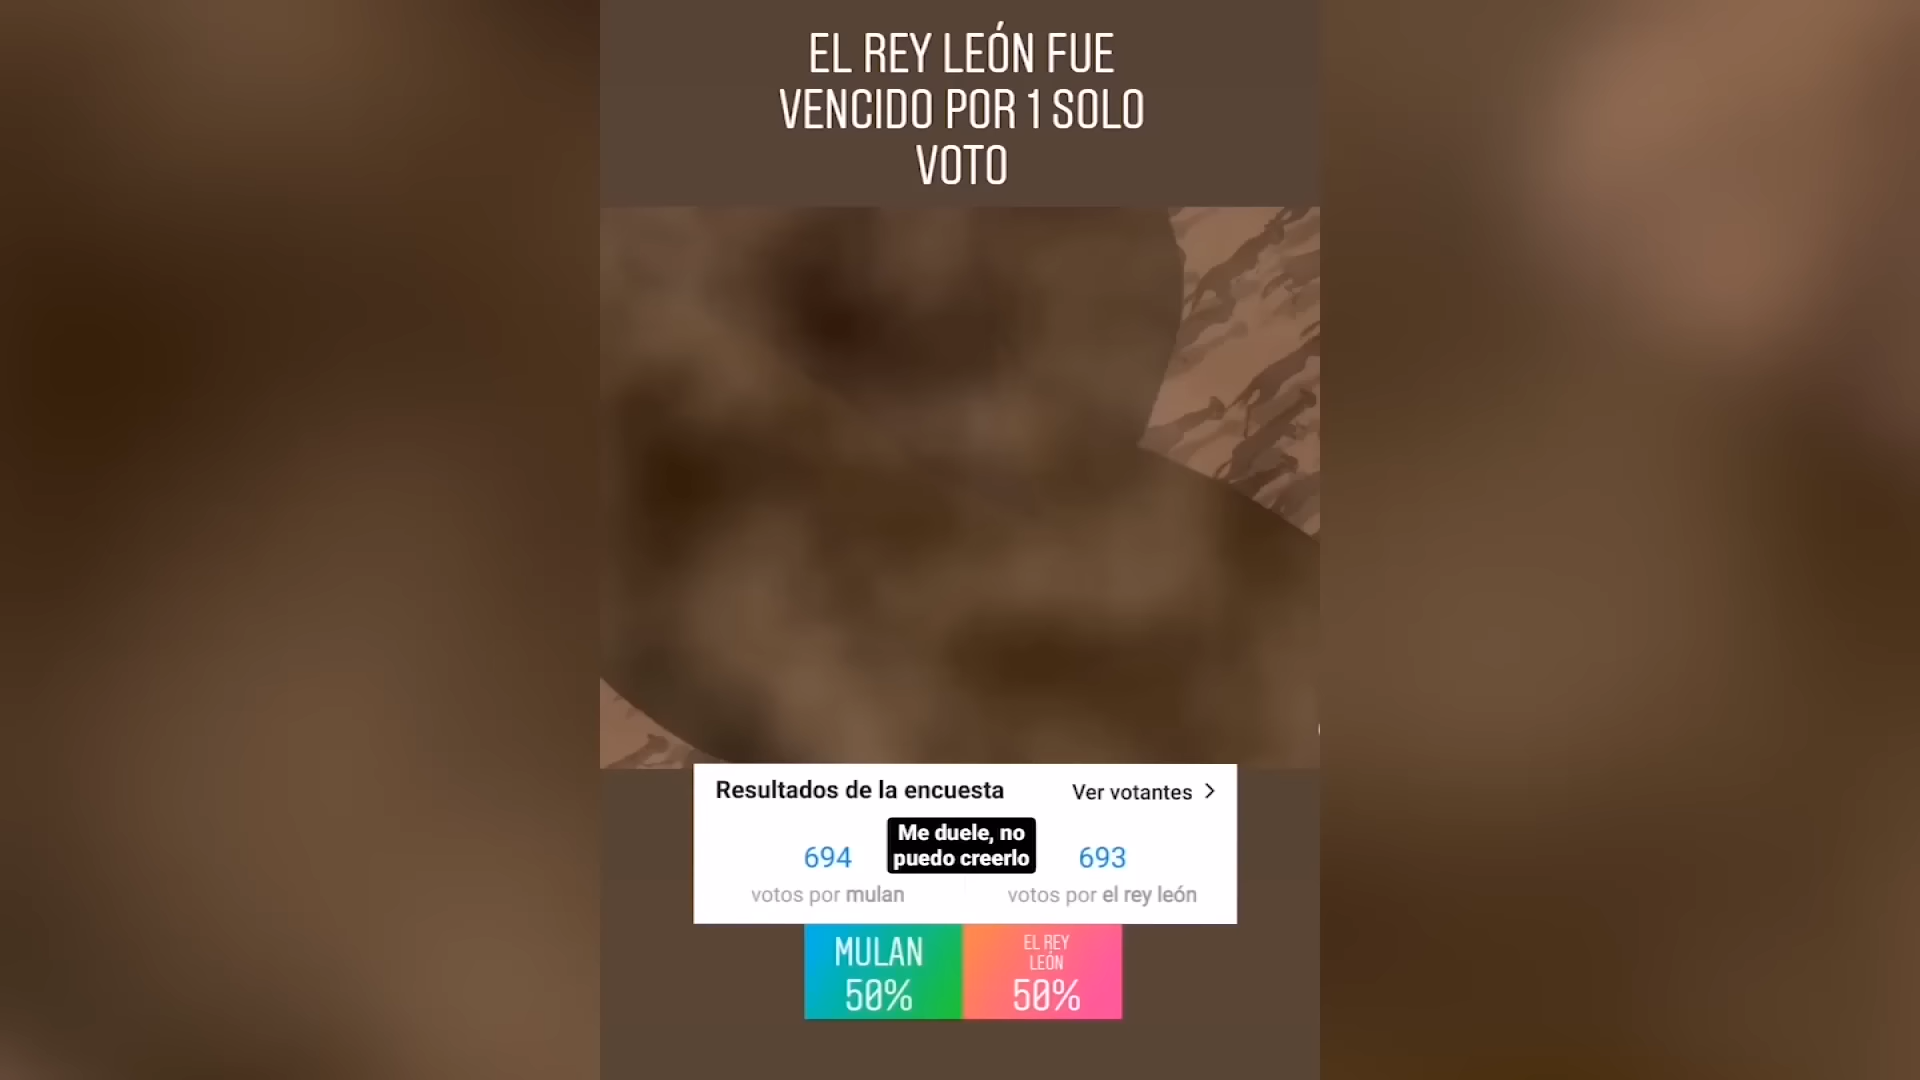 EL REY LEÓN FUE
VENCIDO POR 1 SOLO
VOTO
Resultados de la encuesta
Ver votantes >
694
Me duele, no
puedo creerlo
693
votos por mulan
votos por el rey león
MULAN
50%
EL REY
LEÓN
50%